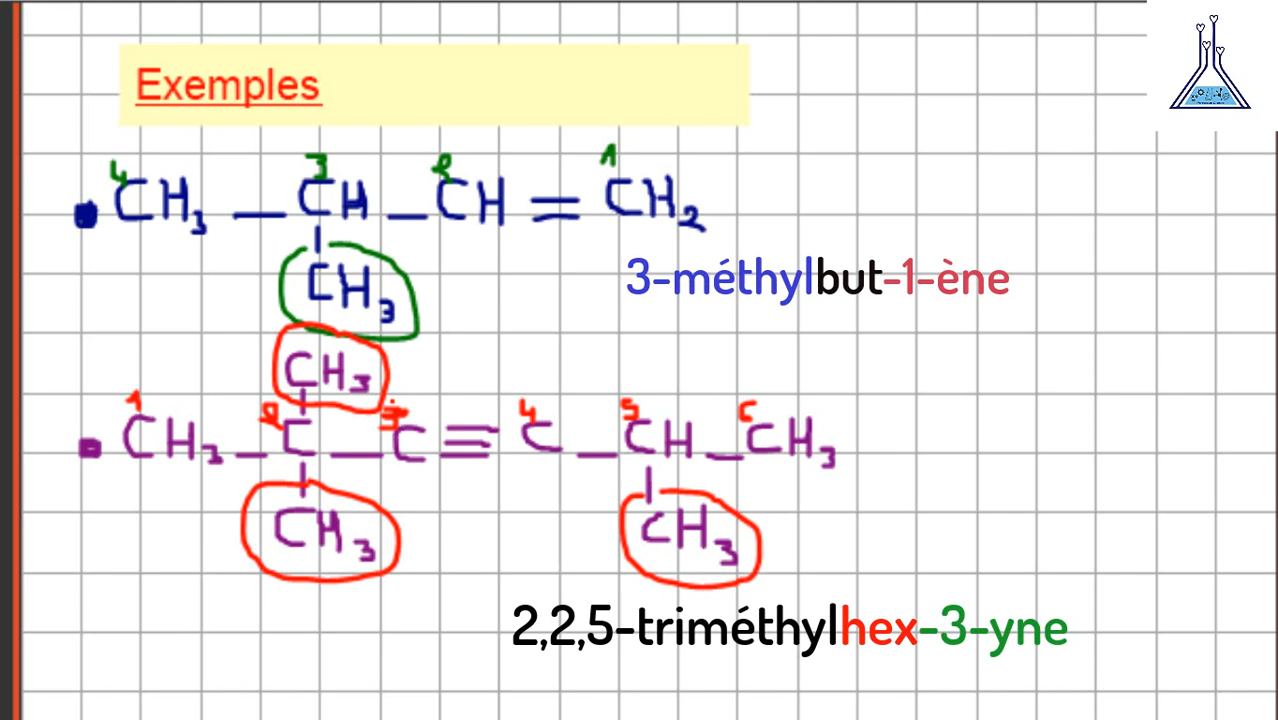 Exemples
4 3 2 1
CH3 — CH — CH = CH2
CH3
3-méthylbut-1-ène
CH3
1 2 3 4 5 6
CH3 — C — C ≡ C — CH — CH3
CH3 CH3
2,2,5-triméthylhex-3-yne